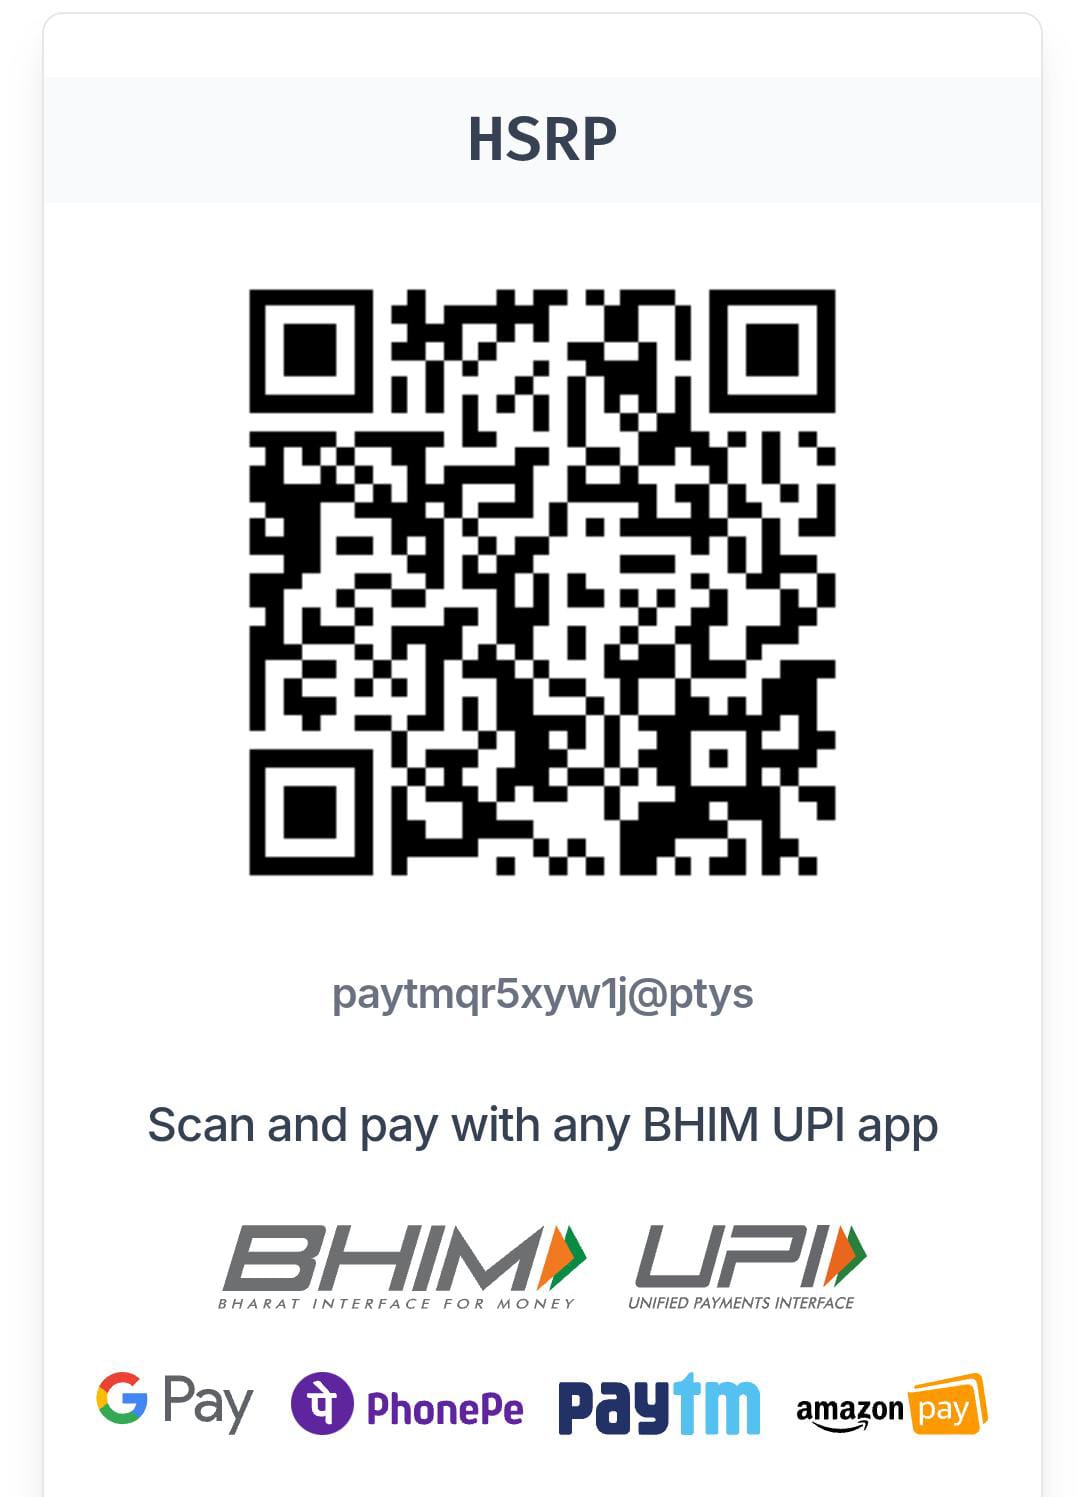 HSRP
paytmqr5xyw1j@ptys
Scan and pay with any BHIM UPI app
BHIM UPI
BHARAT INTERFACE FOR MONEY UNIFIED PAYMENTS INTERFACE
G Pay पे PhonePe paytm amazon pay